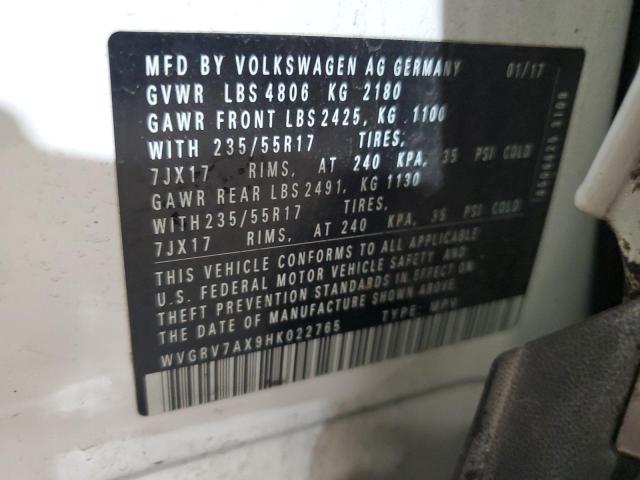 MFD BY VOLKSWAGEN AG GERMANY 01/17
GVWR LBS 4806 KG 2180
GAWR FRONT LBS 2425, KG .1100
WITH 235/55R17 TIRES,
7JX17 RIMS, AT 240 KPA, 35 PSI COLD
GAWR REAR LBS 2491, KG 1130
WITH 235/55R17 TIRES,
7JX17 RIMS, AT 240 KPA, 35 PSI COLD
THIS VEHICLE CONFORMS TO ALL APPLICABLE
U.S. FEDERAL MOTOR VEHICLE SAFETY AND
THEFT PREVENTION STANDARDS IN EFFECT ON
THE DATE OF MANUFACTURE SHOWN ABOVE.
WVGRV7AX9HK022765 TYPE: MPV